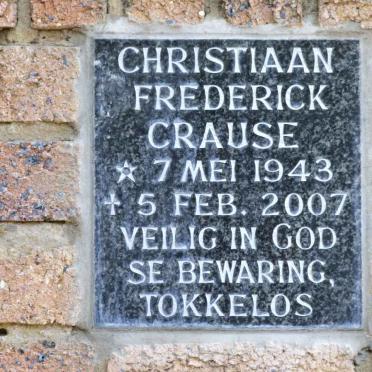 CHRISTIAAN
FREDERICK
CRAUSE
☆ 7 MEI 1943
† 5 FEB. 2007
VEILIG IN GOD
SE BEWARING,
TOKKELOS